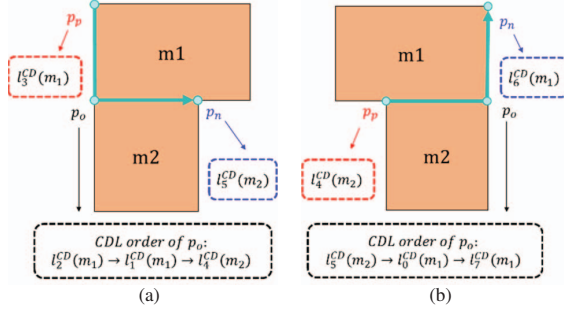 p_p
m1
l_3^{CD}(m_1)
p_o
p_n
m2
l_5^{CD}(m_2)
CDL order of p_o:
l_2^{CD}(m_1) → l_1^{CD}(m_1) → l_4^{CD}(m_2)
(a)
p_n
m1
l_6^{CD}(m_1)
p_p
p_o
m2
l_4^{CD}(m_2)
CDL order of p_o:
l_5^{CD}(m_2) → l_0^{CD}(m_1) → l_7^{CD}(m_1)
(b)